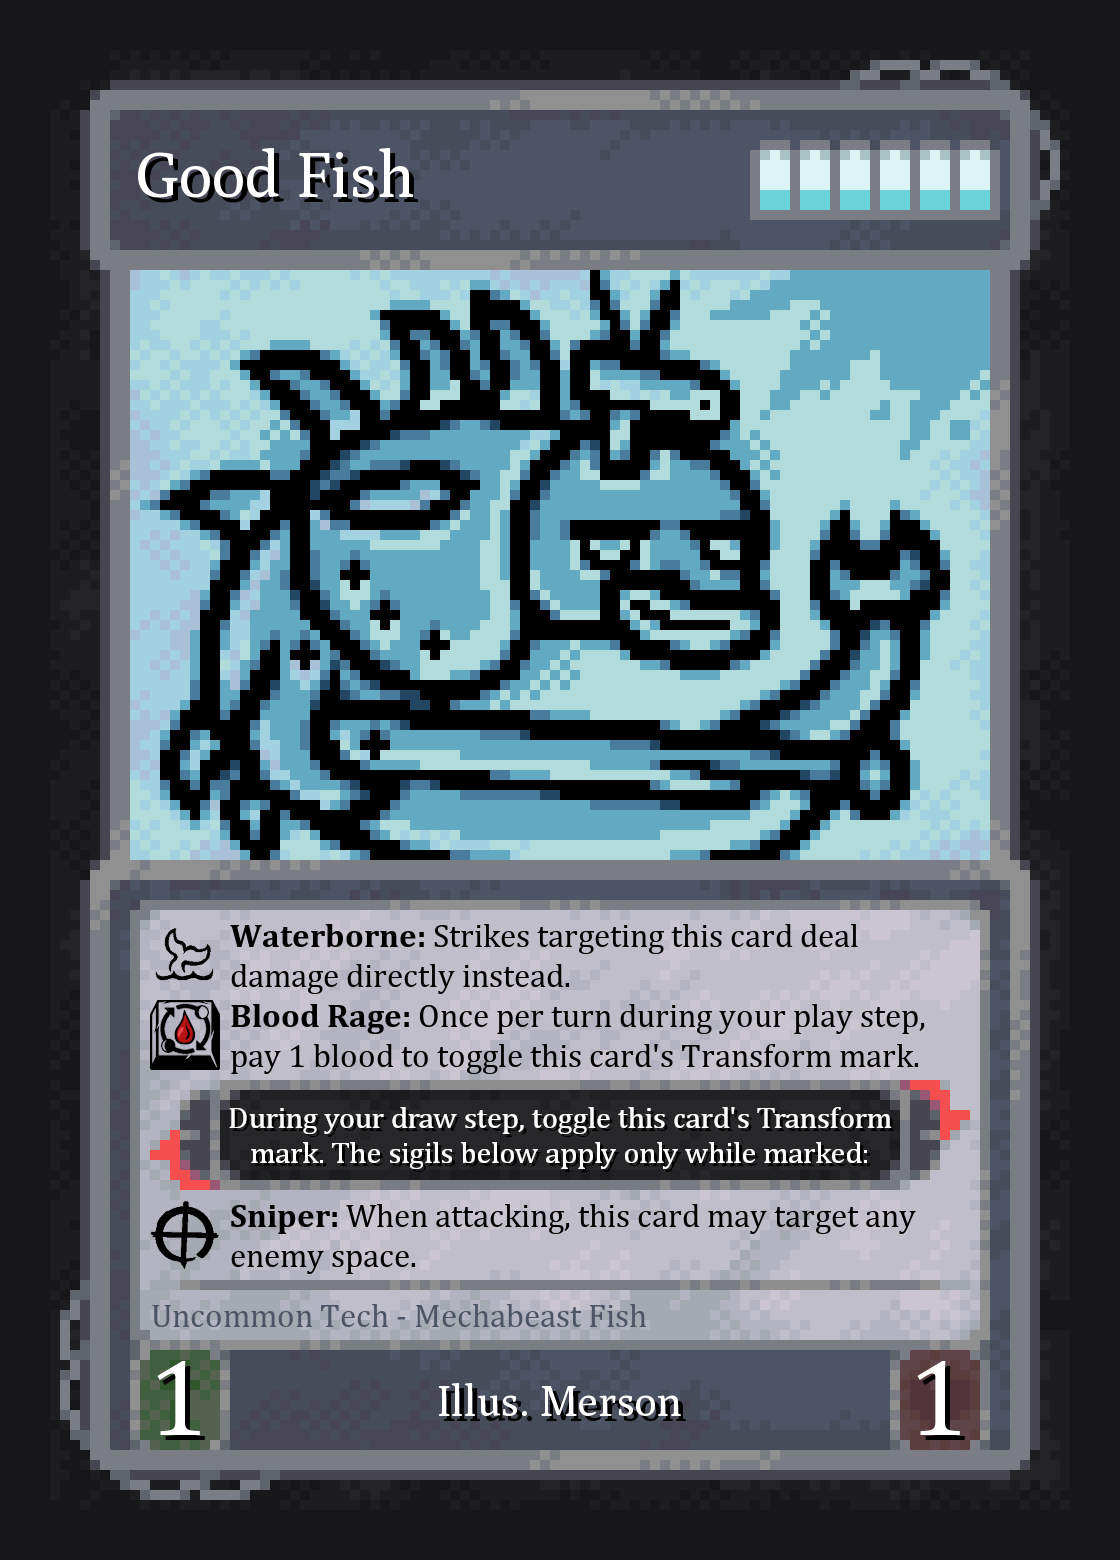 Good Fish
Waterborne: Strikes targeting this card deal
damage directly instead.
Blood Rage: Once per turn during your play step,
pay 1 blood to toggle this card's Transform mark.
During your draw step, toggle this card's Transform
mark. The sigils below apply only while marked:
Sniper: When attacking, this card may target any
enemy space.
Uncommon Tech - Mechabeast Fish
1
Illus. Merson
1